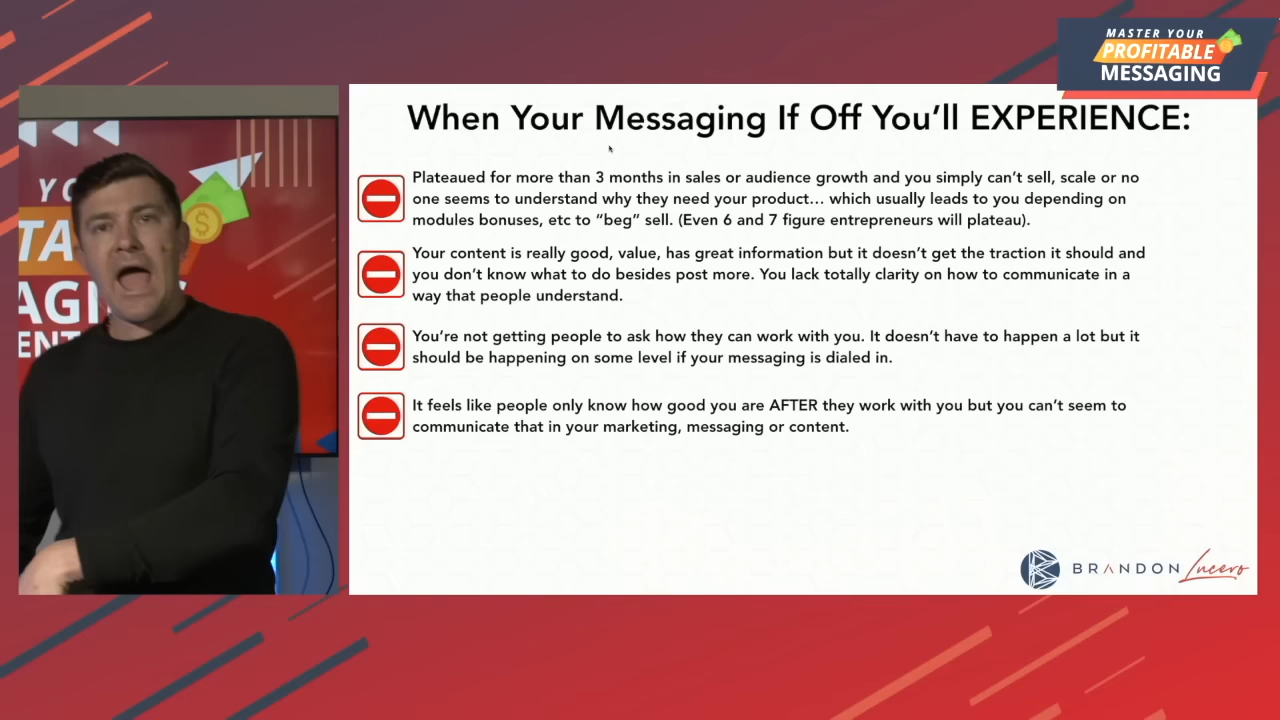 MASTER YOUR
PROFITABLE
MESSAGING
When Your Messaging If Off You’ll EXPERIENCE:
Plateaued for more than 3 months in sales or audience growth and you simply can’t sell, scale or no
one seems to understand why they need your product… which usually leads to you depending on
modules bonuses, etc to “beg” sell. (Even 6 and 7 figure entrepreneurs will plateau).
Your content is really good, value, has great information but it doesn’t get the traction it should and
you don’t know what to do besides post more. You lack totally clarity on how to communicate in a
way that people understand.
You’re not getting people to ask how they can work with you. It doesn’t have to happen a lot but it
should be happening on some level if your messaging is dialed in.
It feels like people only know how good you are AFTER they work with you but you can’t seem to
communicate that in your marketing, messaging or content.
BRANDON Lucero
YO
TA
AGI
ENT